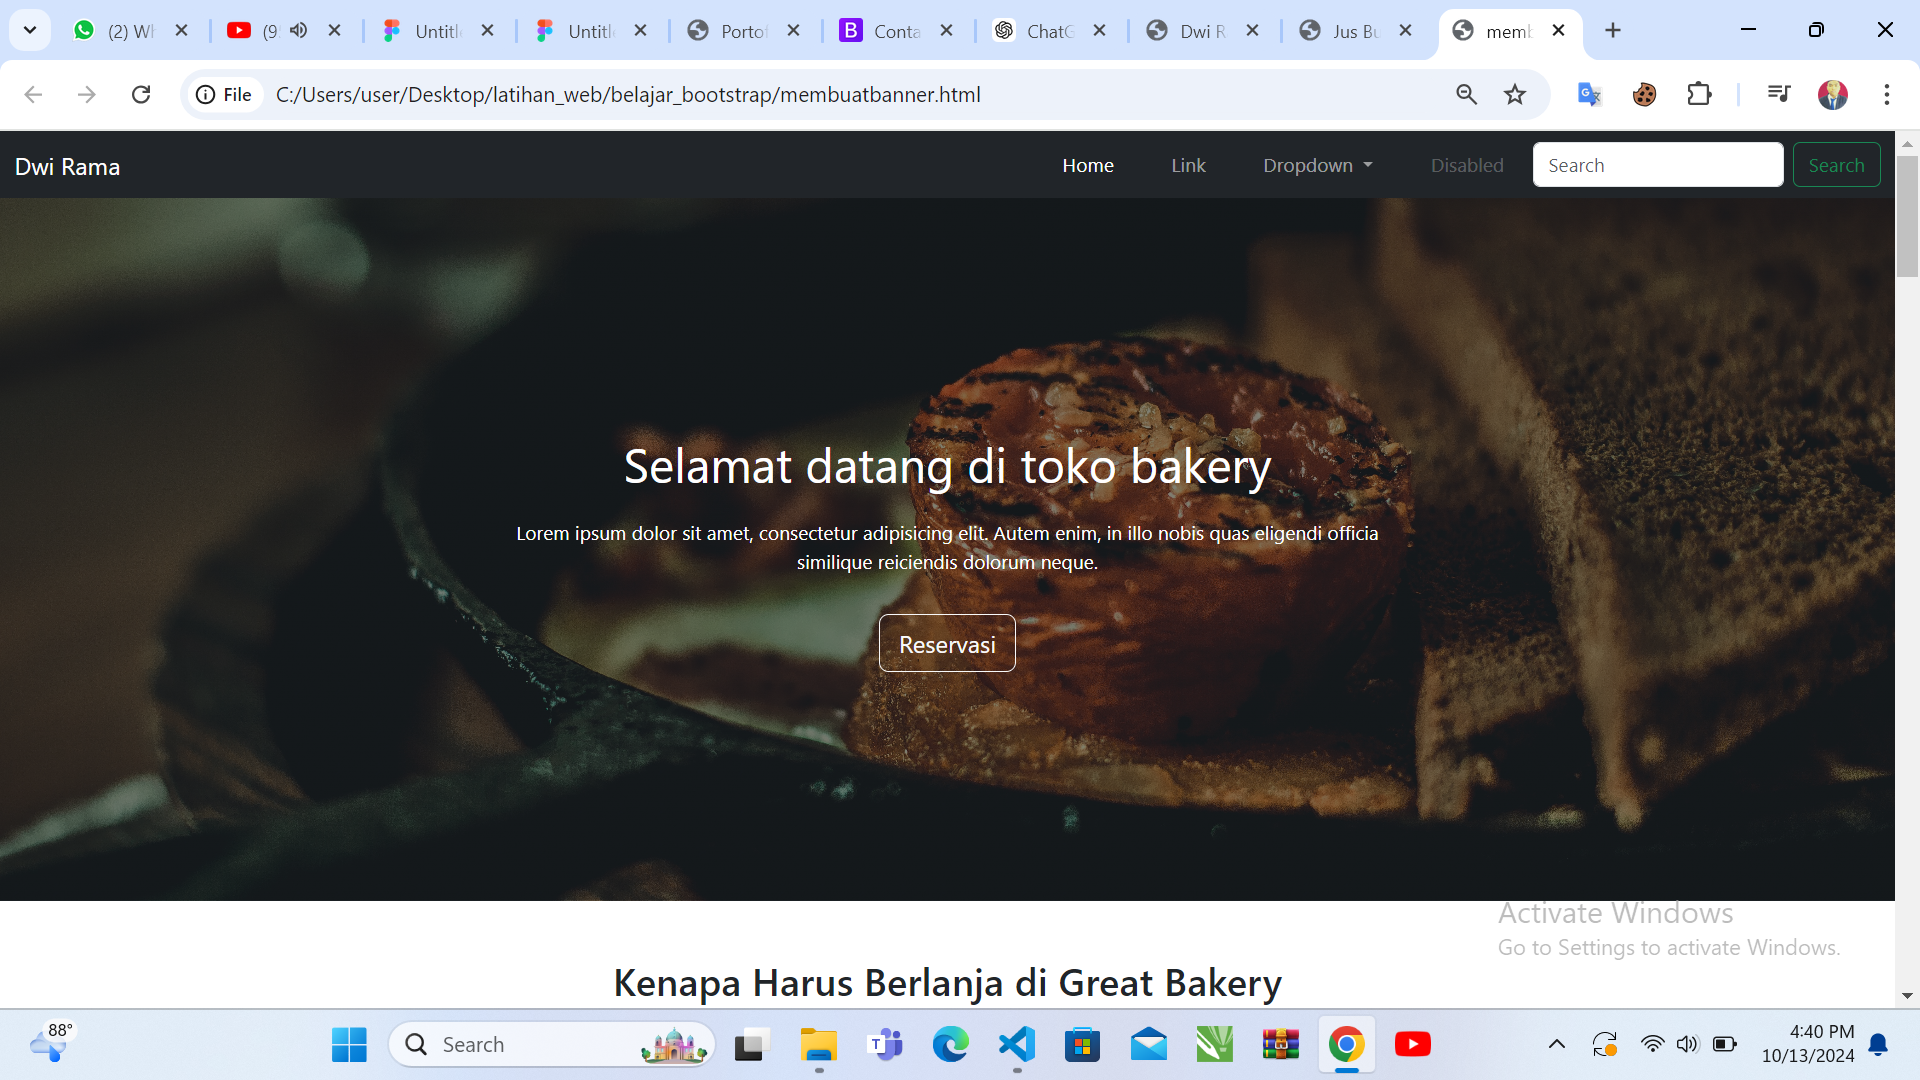 (2) Wh
(9
Untitle
Untitle
Portof
B Conta
ChatG
Dwi R
Jus Bu
memb
File C:/Users/user/Desktop/latihan_web/belajar_bootstrap/membuatbanner.html
Dwi Rama
Home Link Dropdown Disabled Search Search
Selamat datang di toko bakery
Lorem ipsum dolor sit amet, consectetur adipisicing elit. Autem enim, in illo nobis quas eligendi officia
similique reiciendis dolorum neque.
Reservasi
Activate Windows
Go to Settings to activate Windows.
Kenapa Harus Berlanja di Great Bakery
88°
Search
4:40 PM
10/13/2024